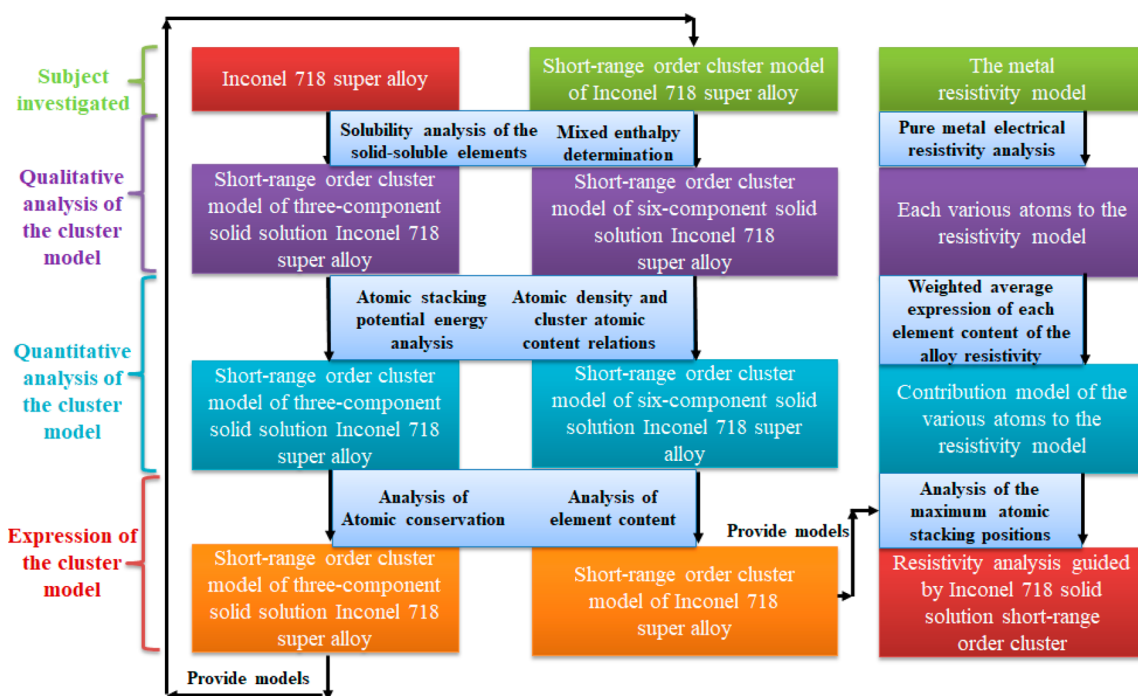 Subject
investigated
Inconel 718 super alloy
Short-range order cluster model
of Inconel 718 super alloy
The metal
resistivity model
Solubility analysis of the
solid-soluble elements
Mixed enthalpy
determination
Pure metal electrical
resistivity analysis
Qualitative
analysis of
the cluster
model
Short-range order cluster
model of three-component
solid solution Inconel 718
super alloy
Short-range order cluster
model of six-component solid
solution Inconel 718
super alloy
Each various atoms to the
resistivity model
Atomic stacking
potential energy
analysis
Atomic density and
cluster atomic
content relations
Weighted average
expression of each
element content of the
alloy resistivity
Quantitative
analysis of
the cluster
model
Short-range order cluster
model of three-component
solid solution Inconel 718
super alloy
Short-range order cluster
model of six-component solid
solution Inconel 718 super
alloy
Contribution model of the
various atoms to the
resistivity model
Analysis of
Atomic conservation
Analysis of
element content
Provide models
Analysis of the
maximum atomic
stacking positions
Expression of
the cluster
model
Short-range order cluster
model of three-component
solid solution Inconel 718
super alloy
Short-range order cluster
model of Inconel 718
super alloy
Resistivity analysis guided
by Inconel 718 solid
solution short-range
order cluster
Provide models